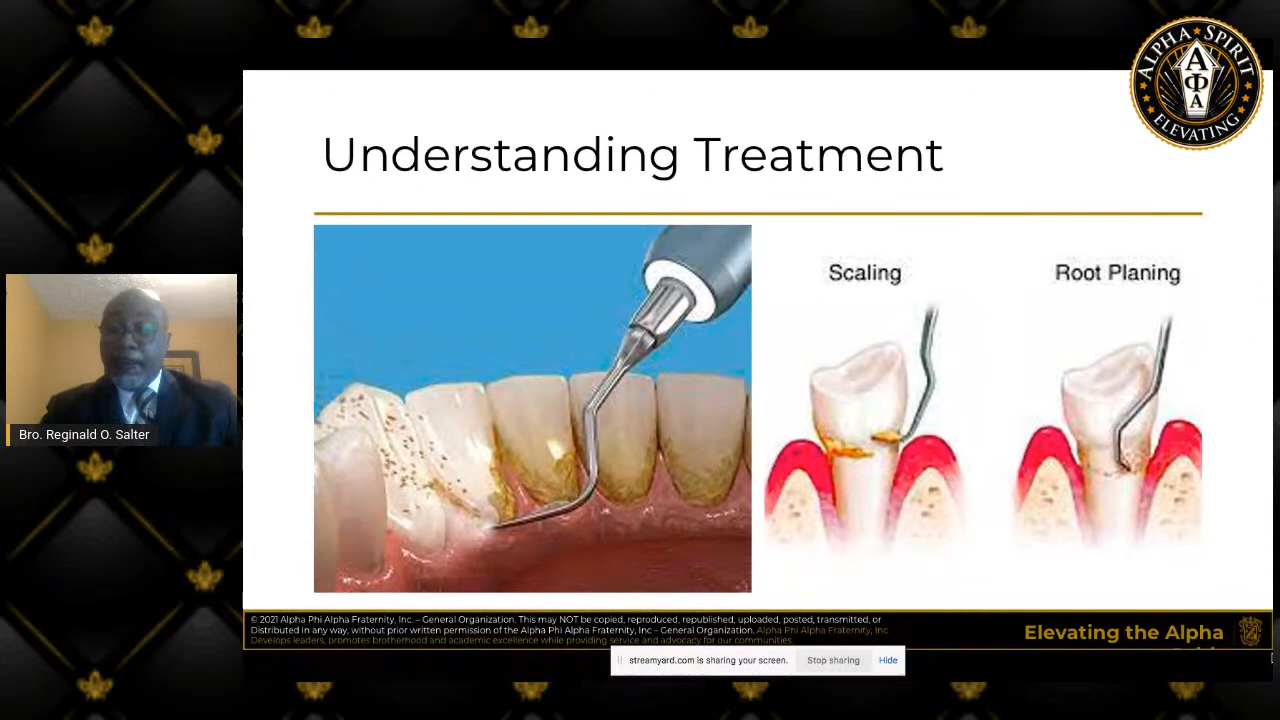 ALPHA ★ SPIRIT
Α
Φ
Α
ELEVATING
Understanding Treatment
Scaling
Root Planing
Bro. Reginald O. Salter
© 2021 Alpha Phi Alpha Fraternity, Inc. – General Organization. This may NOT be copied, reproduced, republished, uploaded, posted, transmitted, or
Distributed in any way, without prior written permission of the Alpha Phi Alpha Fraternity, Inc – General Organization. Alpha Phi Alpha Fraternity, Inc
Develops leaders, promotes brotherhood and academic excellence while providing service and advocacy for our communities.
Elevating the Alpha
streamyard.com is sharing your screen.
Stop sharing
Hide